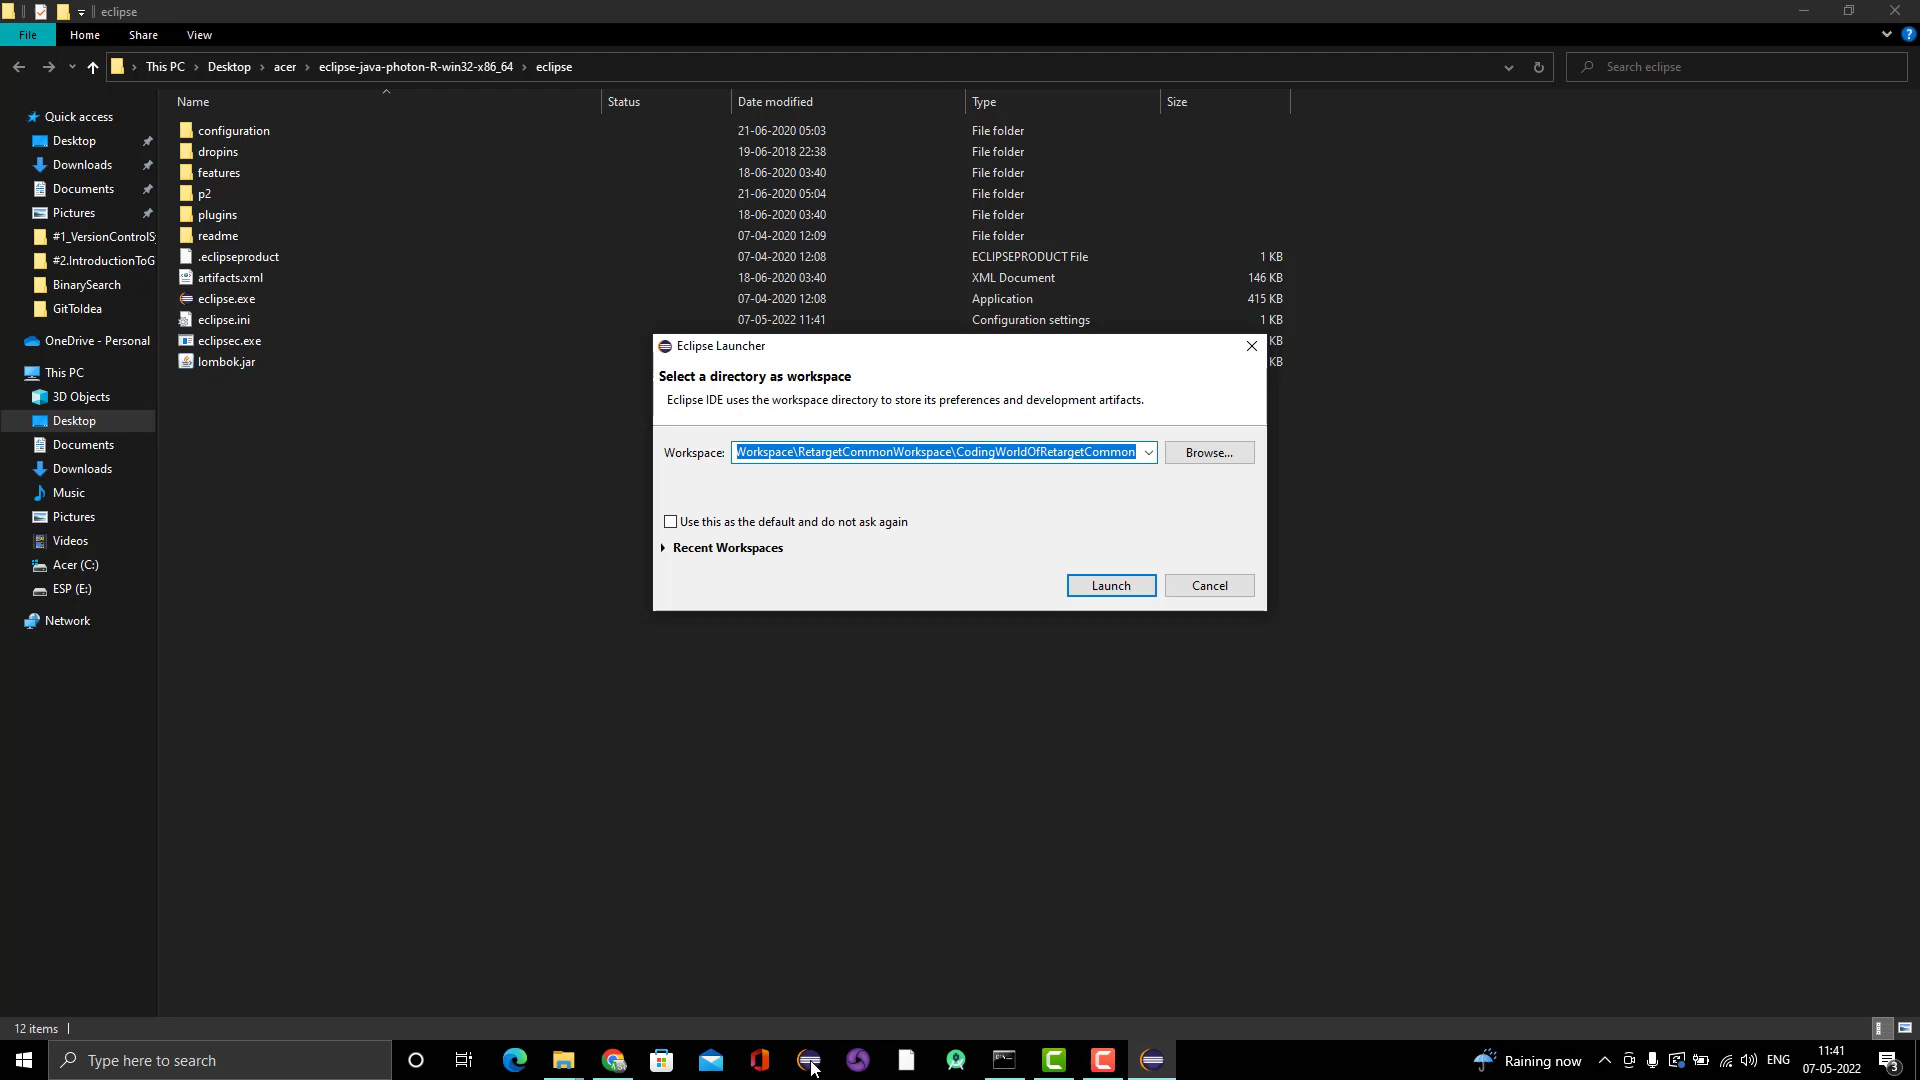 eclipse
File Home Share View
This PC Desktop acer eclipse-java-photon-R-win32-x86_64 eclipse Search eclipse
Name Status Date modified Type Size
Quick access
Desktop
Downloads
Documents
Pictures
#1_VersionControlSy
#2.IntroductionToG
BinarySearch
GitToIdea
OneDrive - Personal
This PC
3D Objects
Desktop
Documents
Downloads
Music
Pictures
Videos
Acer (C:)
ESP (E:)
Network
configuration 21-06-2020 05:03 File folder
dropins 19-06-2018 22:38 File folder
features 18-06-2020 03:40 File folder
p2 21-06-2020 05:04 File folder
plugins 18-06-2020 03:40 File folder
readme 07-04-2020 12:09 File folder
.eclipseproduct 07-04-2020 12:08 ECLIPSEPRODUCT File 1 KB
artifacts.xml 18-06-2020 03:40 XML Document 146 KB
eclipse.exe 07-04-2020 12:08 Application 415 KB
eclipse.ini 07-05-2022 11:41 Configuration settings 1 KB
eclipsec.exe KB
lombok.jar KB
Eclipse Launcher
Select a directory as workspace
Eclipse IDE uses the workspace directory to store its preferences and development artifacts.
Workspace: Workspace\RetargetCommonWorkspace\CodingWorldOfRetargetCommon Browse...
Use this as the default and do not ask again
Recent Workspaces
Launch Cancel
12 items
Type here to search
Raining now ENG 11:41
07-05-2022 3